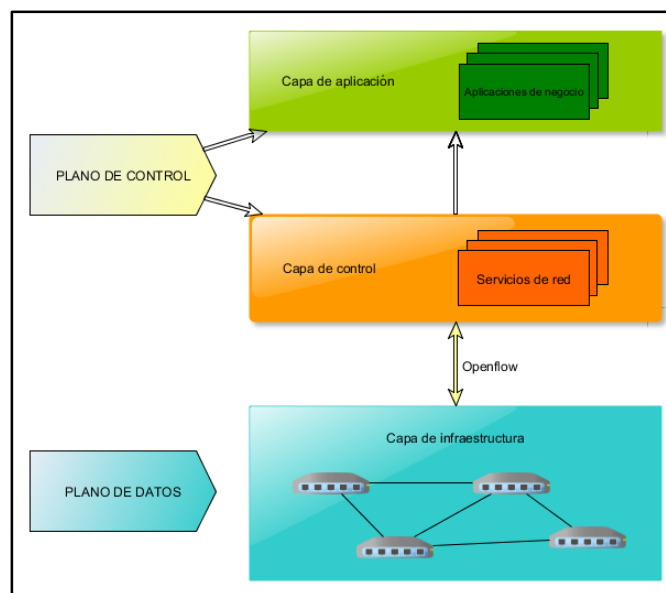 Capa de aplicación
Aplicaciones de negocio
PLANO DE CONTROL
Capa de control
Servicios de red
Openflow
Capa de infraestructura
PLANO DE DATOS